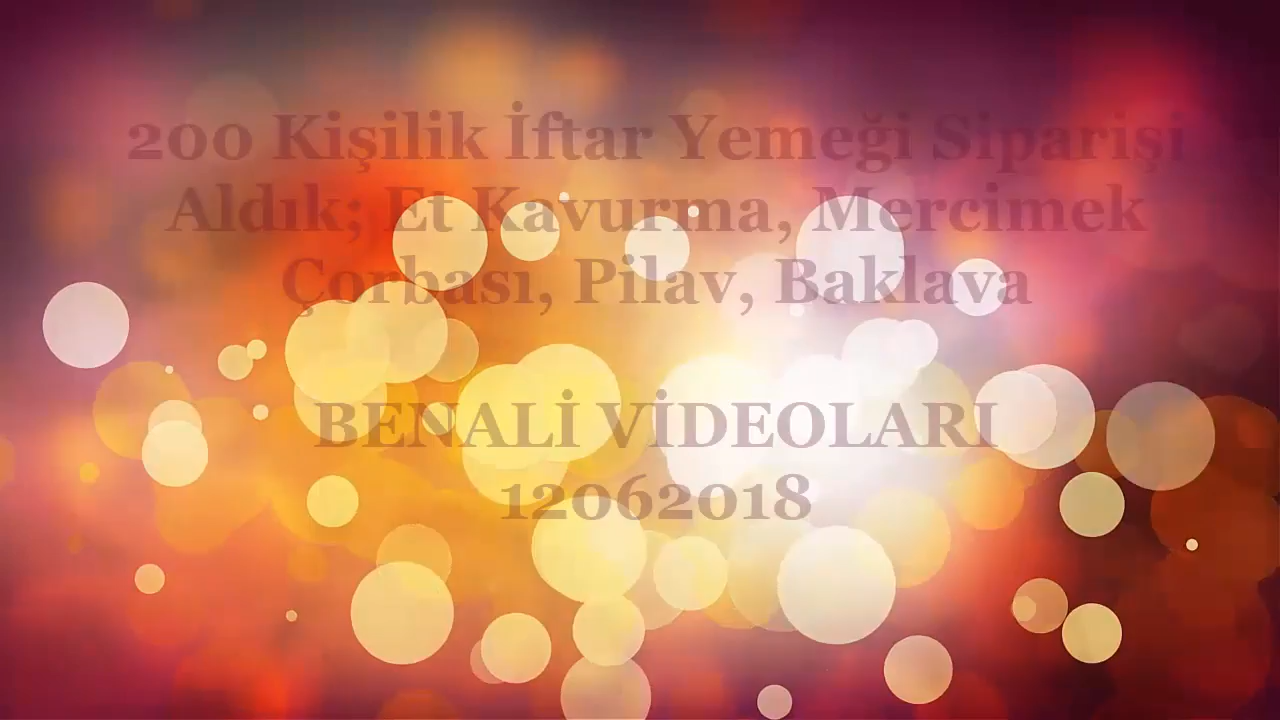 200 Kişilik İftar Yemeği Siparişi
Aldık; Et Kavurma, Mercimek
Çorbası, Pilav, Baklava
BENALİ VİDEOLARI
12062018